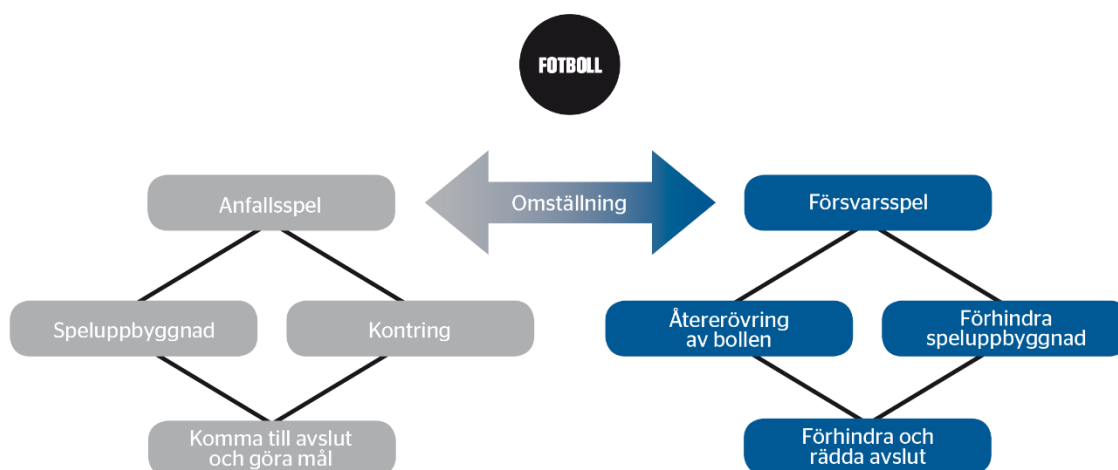 FOTBOLL
Omställning
Anfallsspel
Försvarsspel
Speluppbyggnad
Kontring
Återerövring
av bollen
Förhindra
speluppbyggnad
Komma till avslut
och göra mål
Förhindra och
rädda avslut